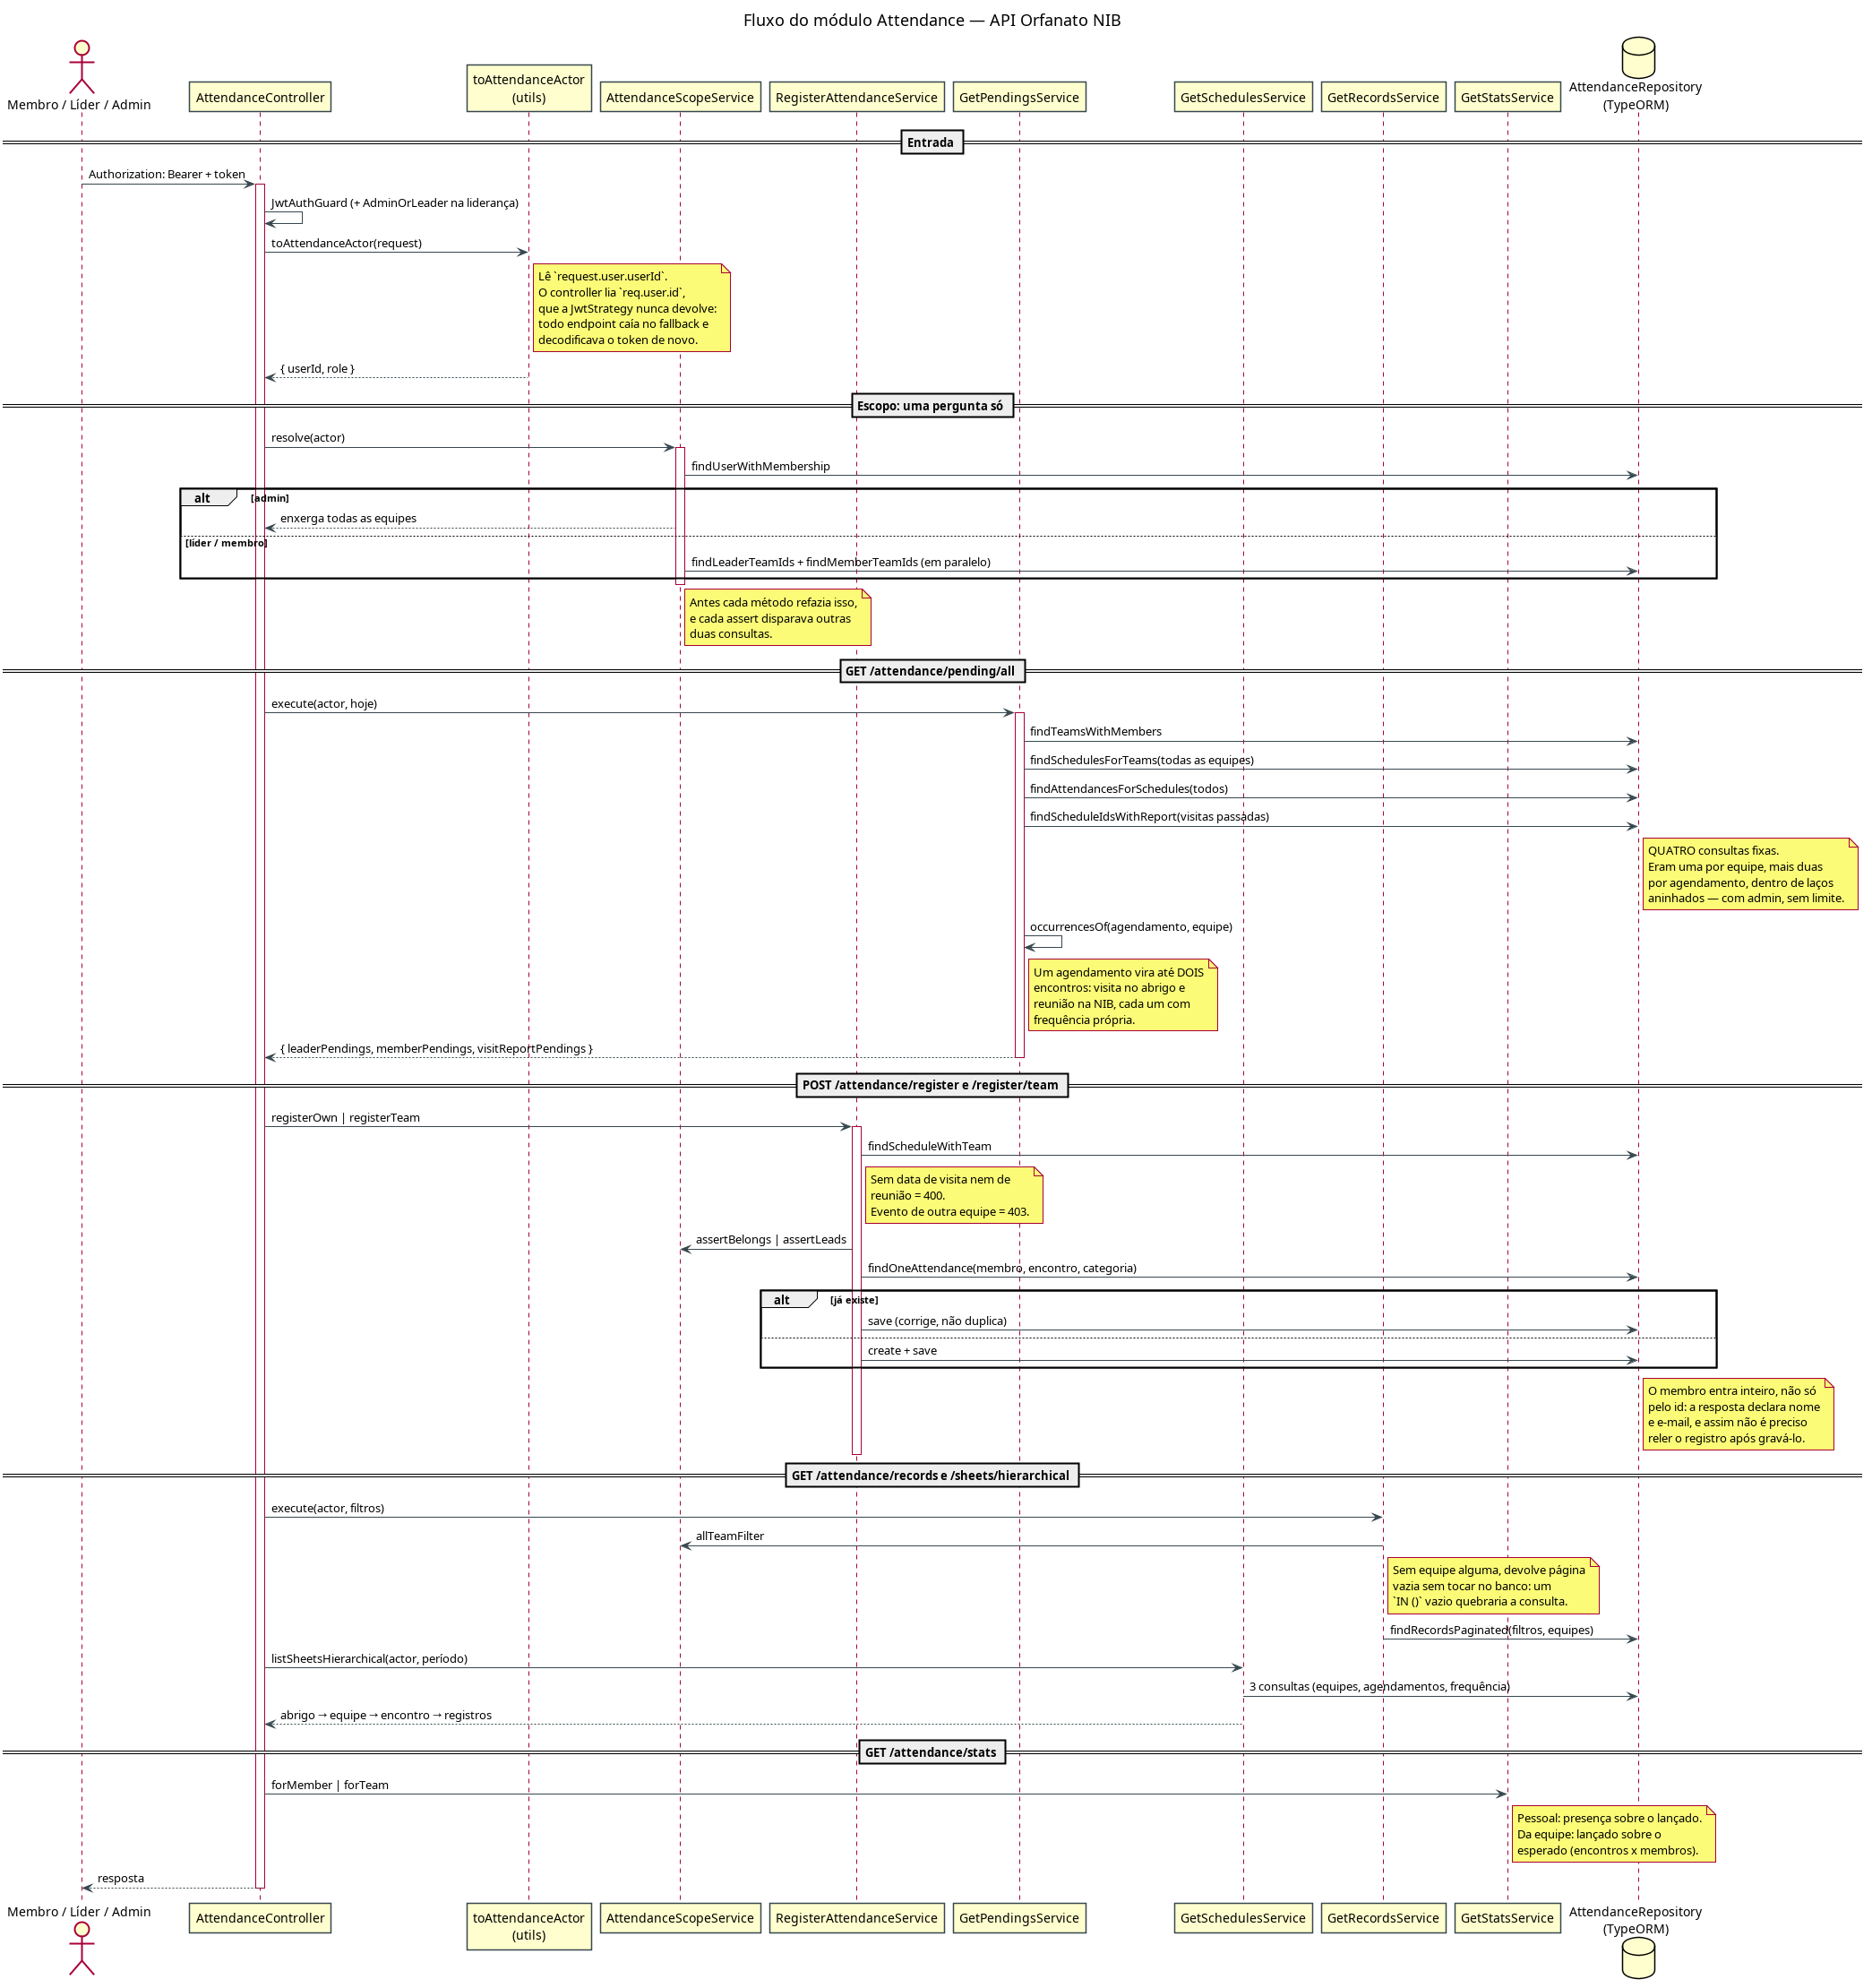 Fluxo do módulo Attendance — API Orfanato NIB
Membro / Líder / Admin
AttendanceController
toAttendanceActor
(utils)
AttendanceScopeService
RegisterAttendanceService
GetPendingsService
GetSchedulesService
GetRecordsService
GetStatsService
AttendanceRepository
(TypeORM)
Entrada
Authorization: Bearer + token
JwtAuthGuard (+ AdminOrLeader na liderança)
toAttendanceActor(request)
Lê `request.user.userId`.
O controller lia `req.user.id`,
que a JwtStrategy nunca devolve:
todo endpoint caía no fallback e
decodificava o token de novo.
{ userId, role }
Escopo: uma pergunta só
resolve(actor)
findUserWithMembership
alt [admin]
enxerga todas as equipes
[líder / membro]
findLeaderTeamIds + findMemberTeamIds (em paralelo)
Antes cada método refazia isso,
e cada assert disparava outras
duas consultas.
GET /attendance/pending/all
execute(actor, hoje)
findTeamsWithMembers
findSchedulesForTeams(todas as equipes)
findAttendancesForSchedules(todos)
findScheduleIdsWithReport(visitas passadas)
QUATRO consultas fixas.
Eram uma por equipe, mais duas
por agendamento, dentro de laços
aninhados — com admin, sem limite.
occurrencesOf(agendamento, equipe)
Um agendamento vira até DOIS
encontros: visita no abrigo e
reunião na NIB, cada um com
frequência própria.
{ leaderPendings, memberPendings, visitReportPendings }
POST /attendance/register e /register/team
registerOwn | registerTeam
findScheduleWithTeam
Sem data de visita nem de
reunião = 400.
Evento de outra equipe = 403.
assertBelongs | assertLeads
findOneAttendance(membro, encontro, categoria)
alt [já existe]
save (corrige, não duplica)
create + save
O membro entra inteiro, não só
pelo id: a resposta declara nome
e e-mail, e assim não é preciso
reler o registro após gravá-lo.
GET /attendance/records e /sheets/hierarchical
execute(actor, filtros)
allTeamFilter
Sem equipe alguma, devolve página
vazia sem tocar no banco: um
`IN ()` vazio quebraria a consulta.
findRecordsPaginated(filtros, equipes)
listSheetsHierarchical(actor, período)
3 consultas (equipes, agendamentos, frequência)
abrigo → equipe → encontro → registros
GET /attendance/stats
forMember | forTeam
Pessoal: presença sobre o lançado.
Da equipe: lançado sobre o
esperado (encontros x membros).
resposta
Membro / Líder / Admin
AttendanceController
toAttendanceActor
(utils)
AttendanceScopeService
RegisterAttendanceService
GetPendingsService
GetSchedulesService
GetRecordsService
GetStatsService
AttendanceRepository
(TypeORM)